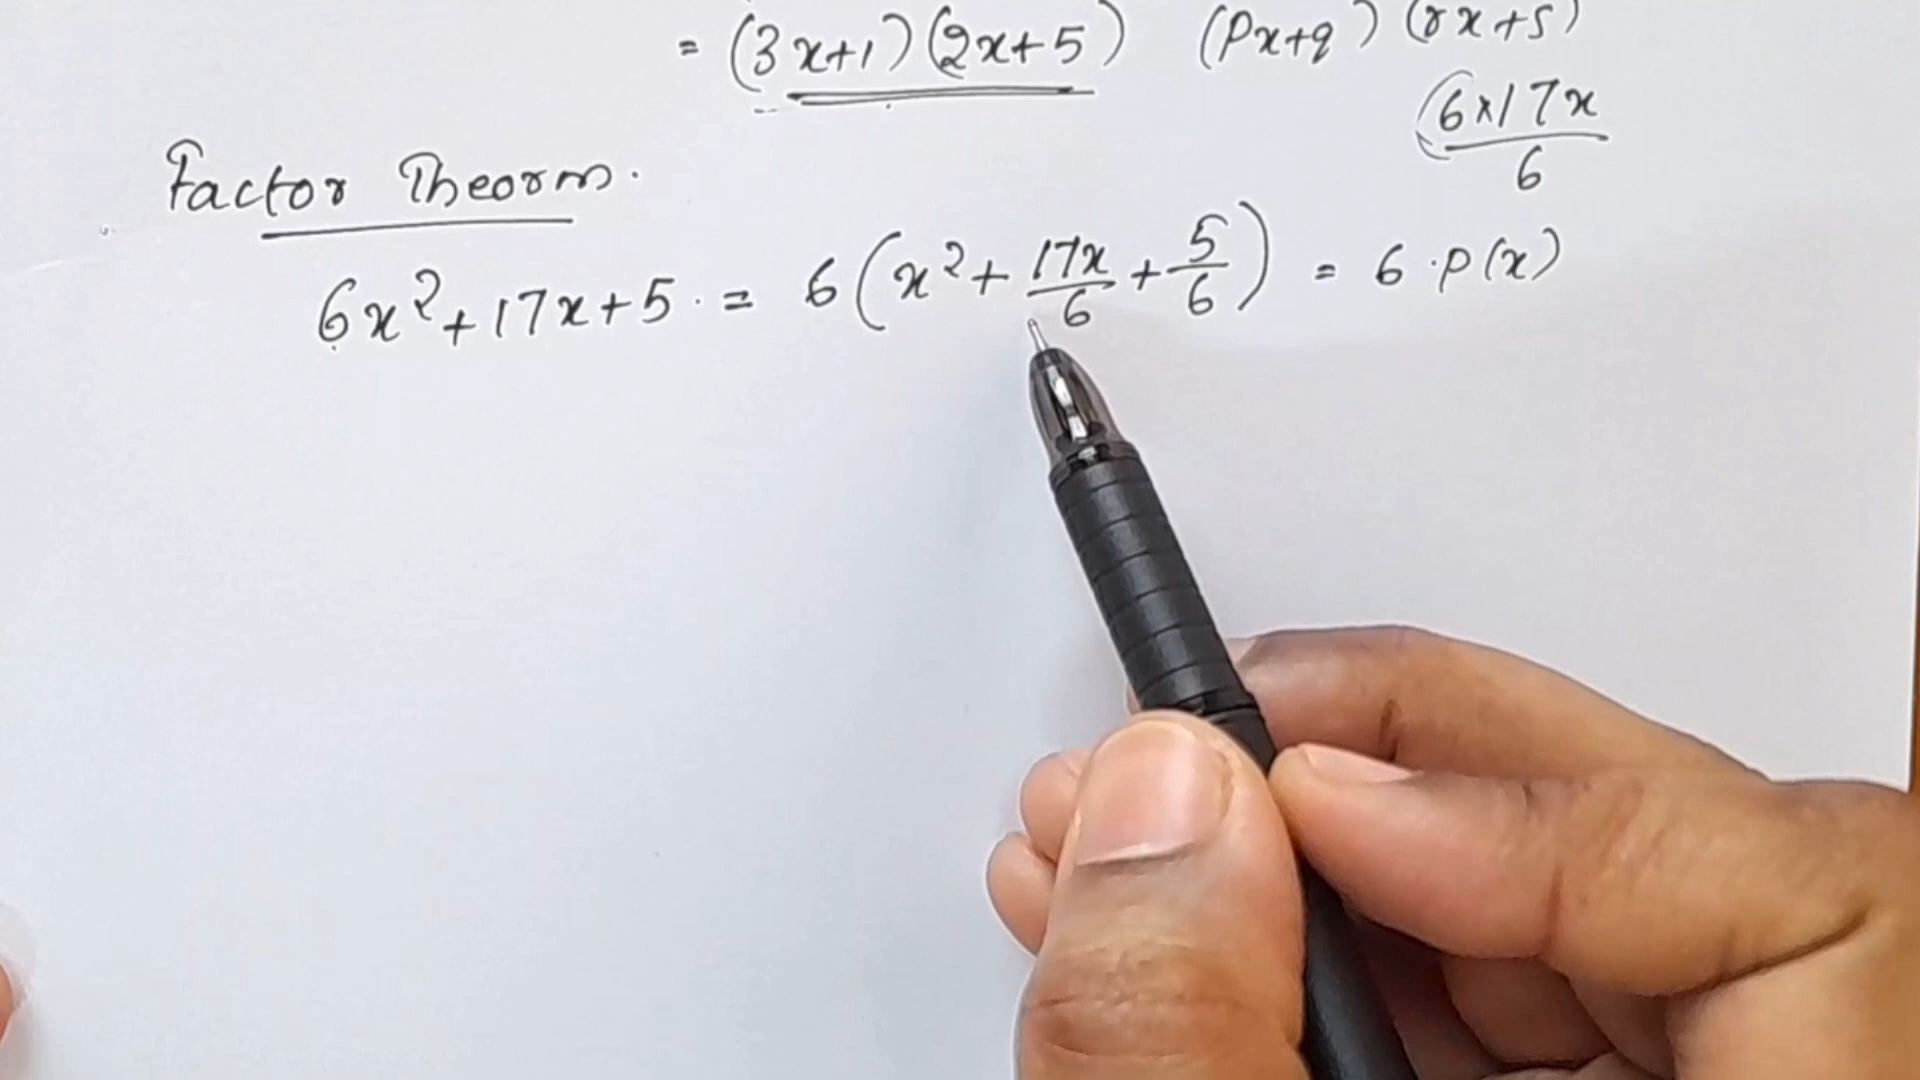 = (3x+1)(2x+5) (Px+q) (rx+s)
6×17x
6
Factor Theorm.
6x²+17x+5 = 6(x² + 17x/6 + 5/6) = 6·P(x)